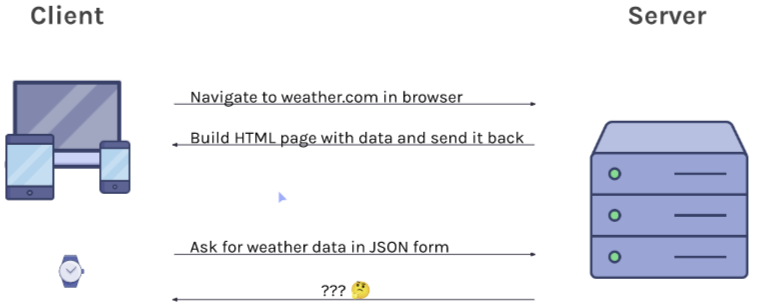 Client
Server
Navigate to weather.com in browser
Build HTML page with data and send it back
Ask for weather data in JSON form
??? 🤔